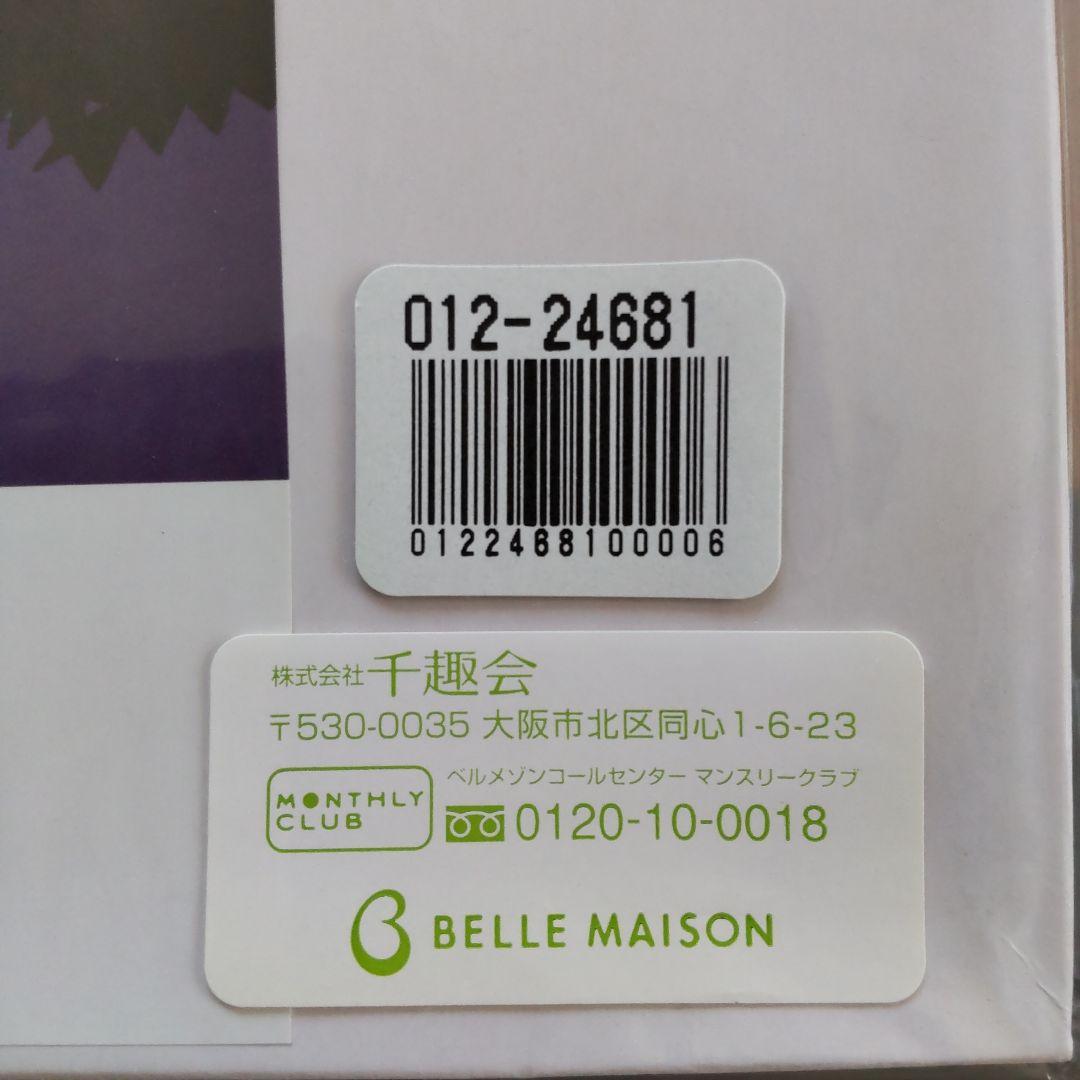 012-24681
0122468100006
株式会社千趣会
〒530-0035 大阪市北区同心1-6-23
MONTHLY
CLUB
ベルメゾンコールセンター マンスリークラブ
0120-10-0018
BELLE MAISON